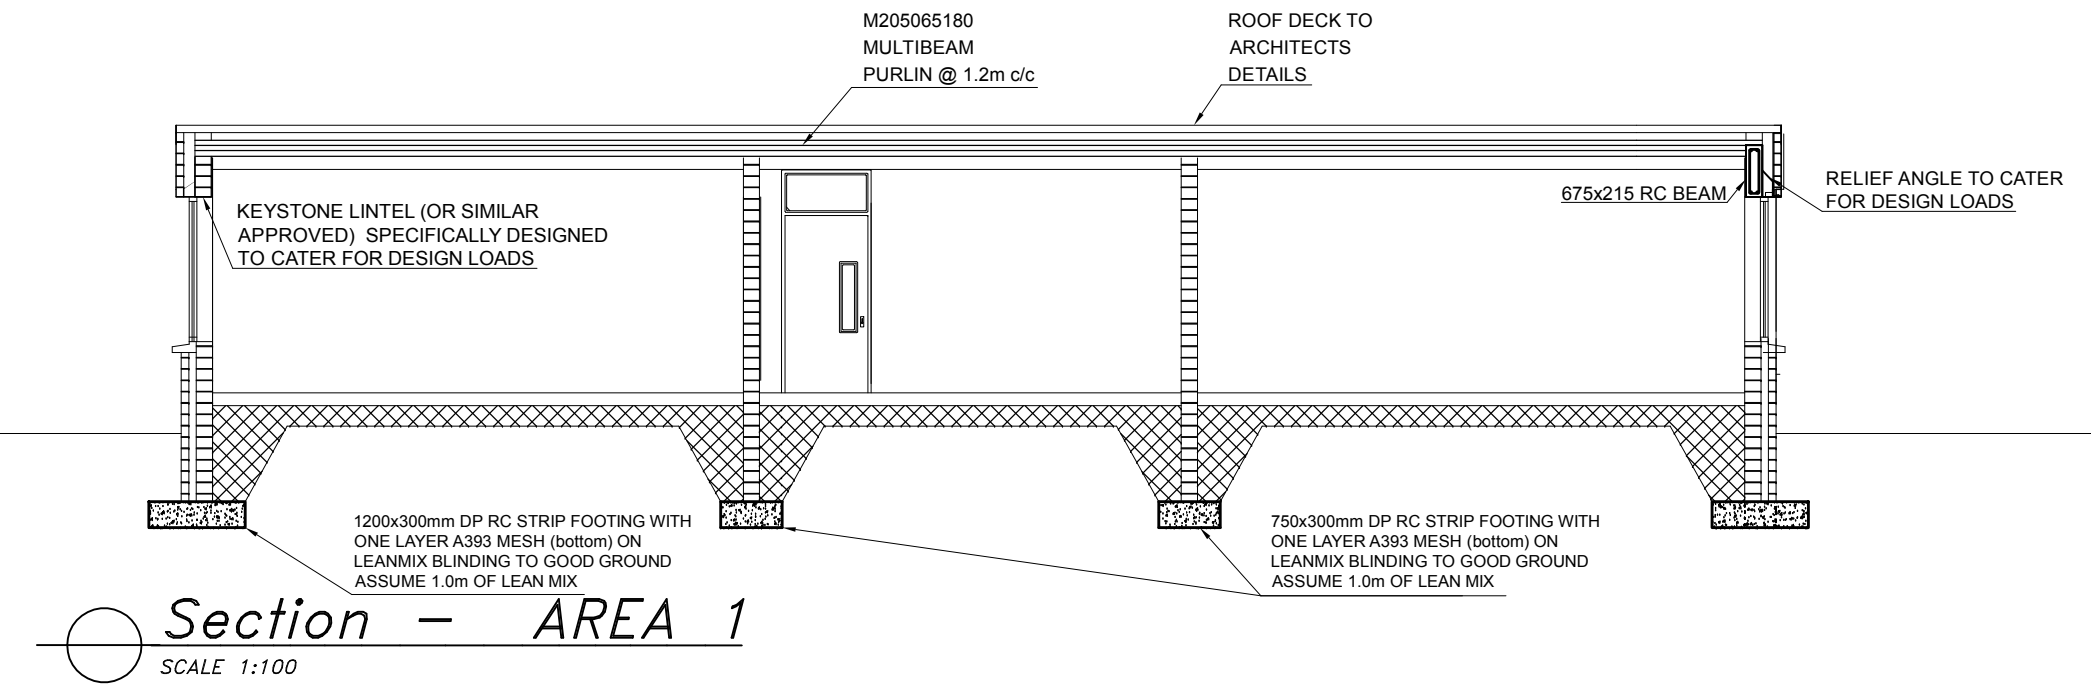 M205065180
MULTIBEAM
PURLIN @ 1.2m c/c
ROOF DECK TO
ARCHITECTS
DETAILS
KEYSTONE LINTEL (OR SIMILAR
APPROVED) SPECIFICALLY DESIGNED
TO CATER FOR DESIGN LOADS
675x215 RC BEAM
RELIEF ANGLE TO CATER
FOR DESIGN LOADS
1200x300mm DP RC STRIP FOOTING WITH
ONE LAYER A393 MESH (bottom) ON
LEANMIX BLINDING TO GOOD GROUND
ASSUME 1.0m OF LEAN MIX
750x300mm DP RC STRIP FOOTING WITH
ONE LAYER A393 MESH (bottom) ON
LEANMIX BLINDING TO GOOD GROUND
ASSUME 1.0m OF LEAN MIX
Section - AREA 1
SCALE 1:100